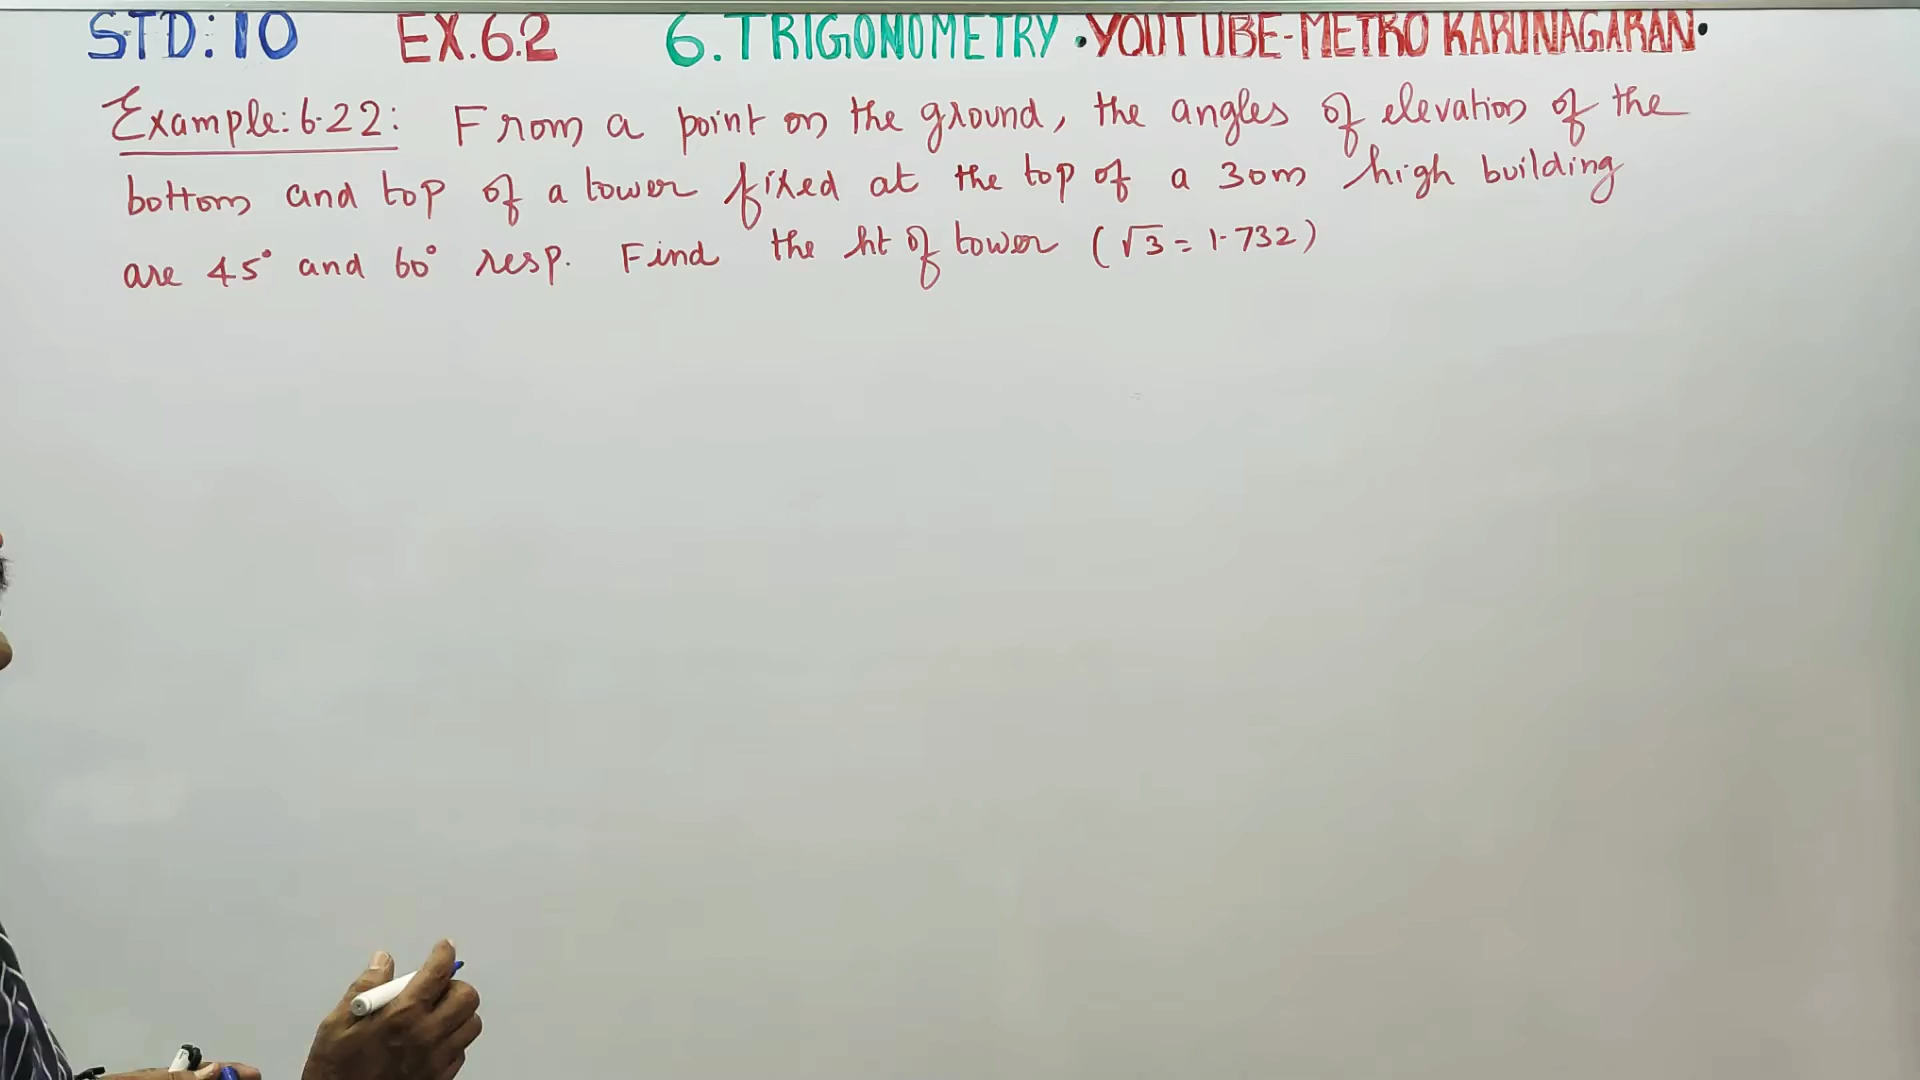 STD: 10 EX.6.2 6. TRIGONOMETRY • YOUTUBE-METRO KARUNAGARAN •
Example: 6.22: From a point on the ground, the angles of elevation of the
bottom and top of a tower fixed at the top of a 30m high building
are 45° and 60° resp. Find the ht of tower (√3 = 1.732)